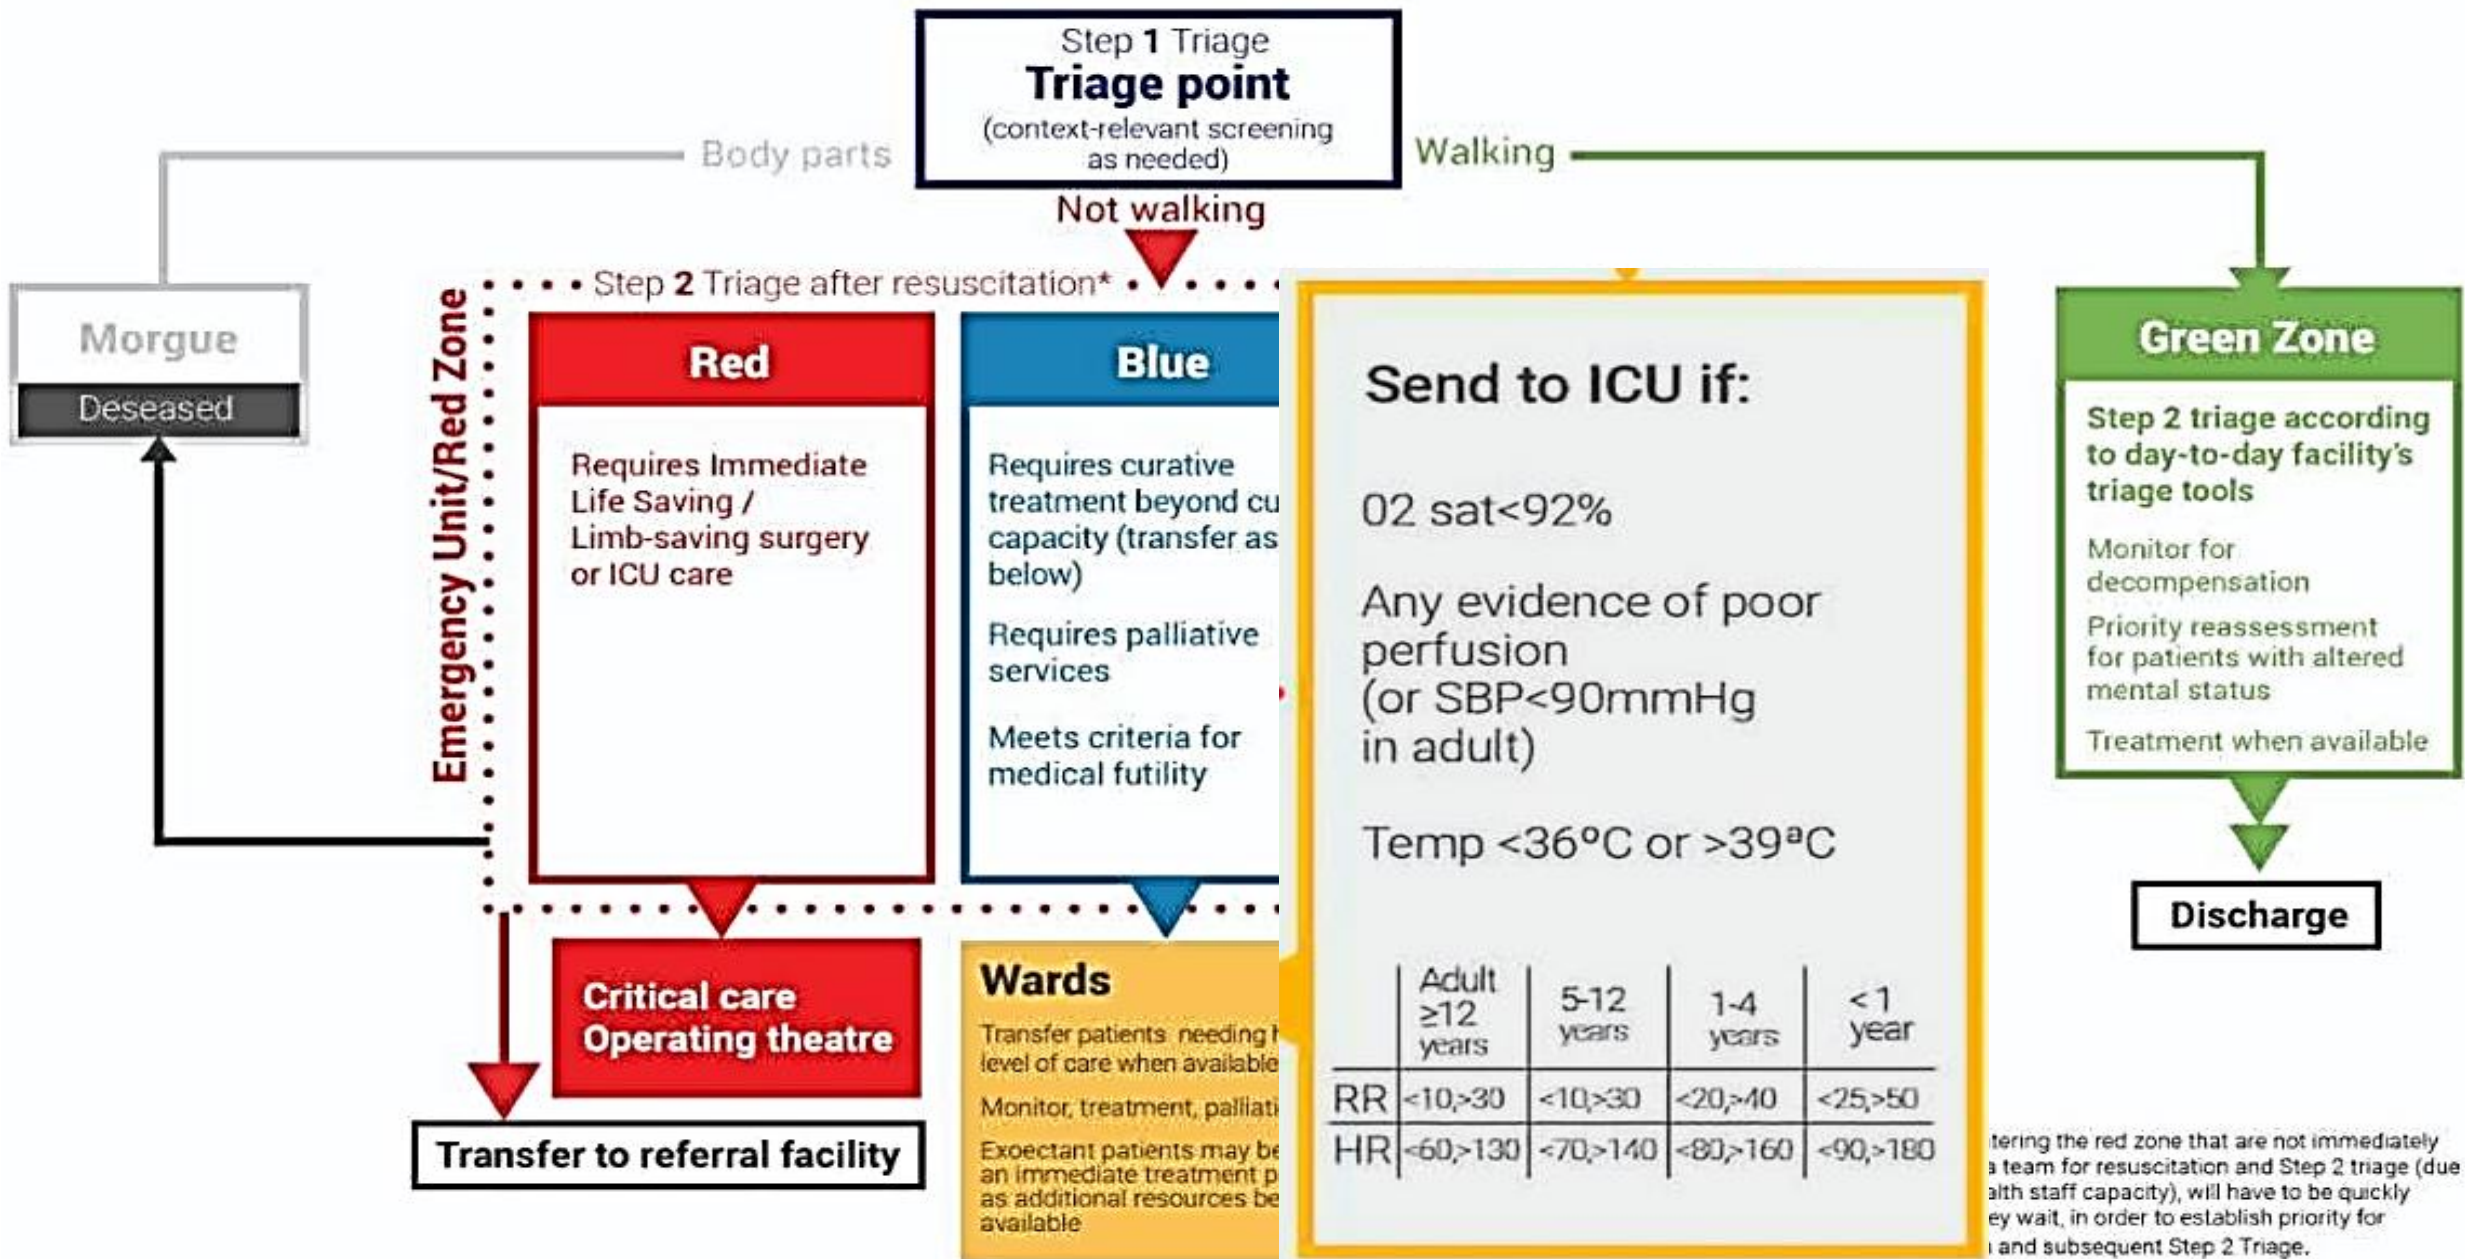 Step 1 Triage
Triage point
(context-relevant screening
as needed)
Body parts
Walking
Not walking
Morgue
Deseased
Emergency Unit/Red Zone
Step 2 Triage after resuscitation*
Red
Requires Immediate
Life Saving /
Limb-saving surgery
or ICU care
Blue
Requires curative
treatment beyond cu
capacity (transfer as
below)
Requires palliative
services
Meets criteria for
medical futility
Send to ICU if:
02 sat<92%
Any evidence of poor
perfusion
(or SBP<90mmHg
in adult)
Temp <36ºC or >39ªC
Adult
≥12
years
5-12
years
1-4
years
<1
year
RR <10,>30 <10,>30 <20,>40 <25,>50
HR <60,>130 <70,>140 <80,>160 <90,>180
Green Zone
Step 2 triage according
to day-to-day facility's
triage tools
Monitor for
decompensation
Priority reassessment
for patients with altered
mental status
Treatment when available
Discharge
Critical care
Operating theatre
Transfer to referral facility
Wards
Transfer patients needing
level of care when available
Monitor, treatment, palliati
Exoectant patients may be
an immediate treatment p
as additional resources be
available
tering the red zone that are not immediately
a team for resuscitation and Step 2 triage (due
alth staff capacity), will have to be quickly
ey wait, in order to establish priority for
and subsequent Step 2 Triage.